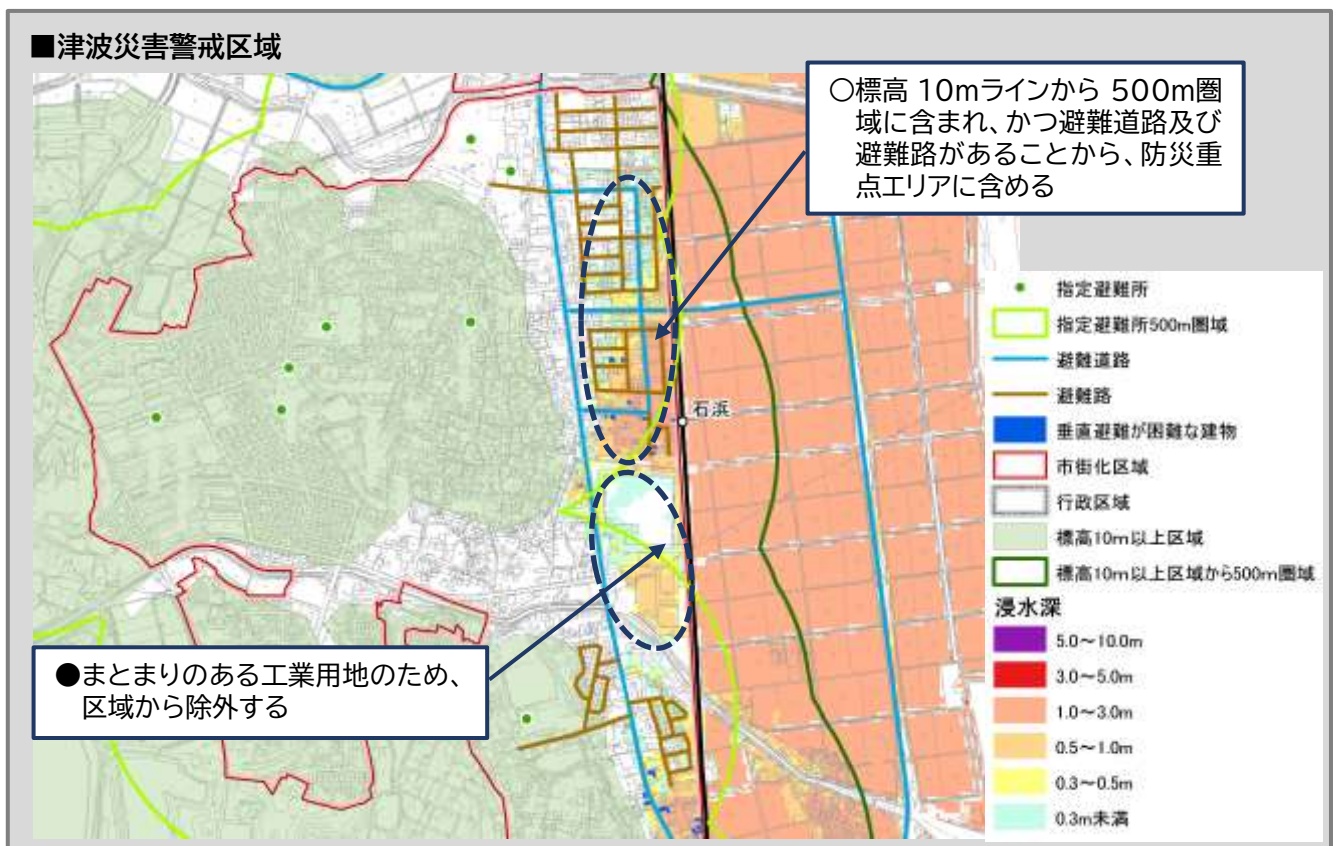 ■津波災害警戒区域
○標高 10mラインから 500m圏
域に含まれ、かつ避難道路及び
避難路があることから、防災重
点エリアに含める
石浜
●まとまりのある工業用地のため、
区域から除外する
指定避難所
指定避難所500m圏域
避難道路
避難路
垂直避難が困難な建物
市街化区域
行政区域
標高10m以上区域
標高10m以上区域から500m圏域
浸水深
5.0～10.0m
3.0～5.0m
1.0～3.0m
0.5～1.0m
0.3～0.5m
0.3m未満